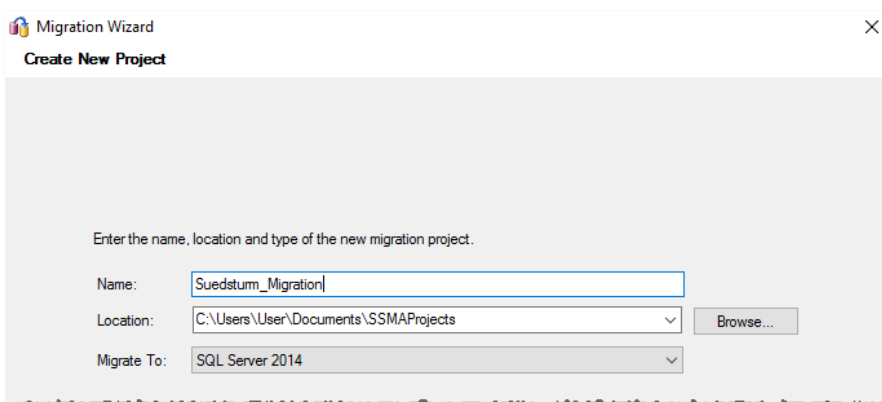 Migration Wizard
Create New Project
Enter the name, location and type of the new migration project.
Name: Suedsturm_Migration
Location: C:\Users\User\Documents\SSMAProjects Browse...
Migrate To: SQL Server 2014